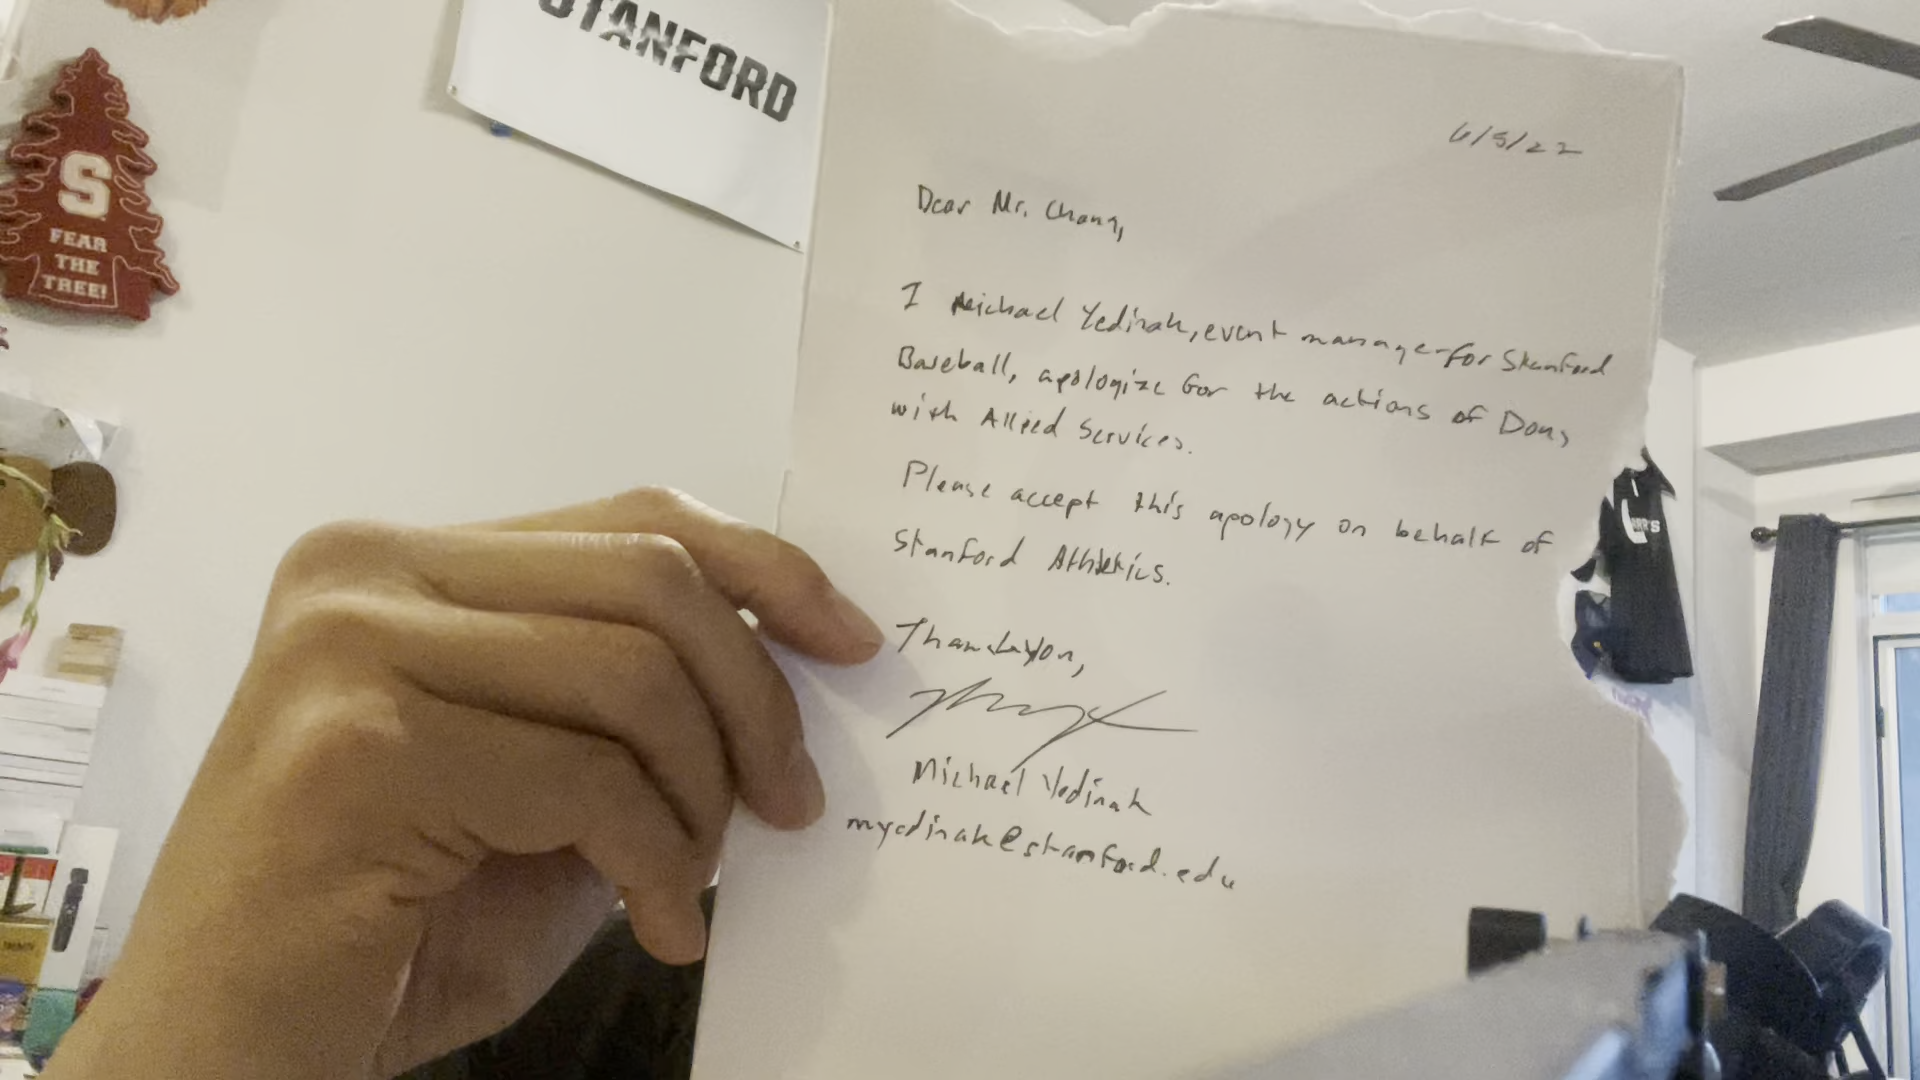 STANFORD
S
FEAR
THE
TREE!
6/5/22
Dear Mr. Chang,
I Michael Yedinak, event manager for Stanford
Baseball, apologize for the actions of Doug
with Allied Services.
Please accept this apology on behalf of
Stanford Athletics.
Thank you,
Michael Yedinak
myedinak@stanford.edu